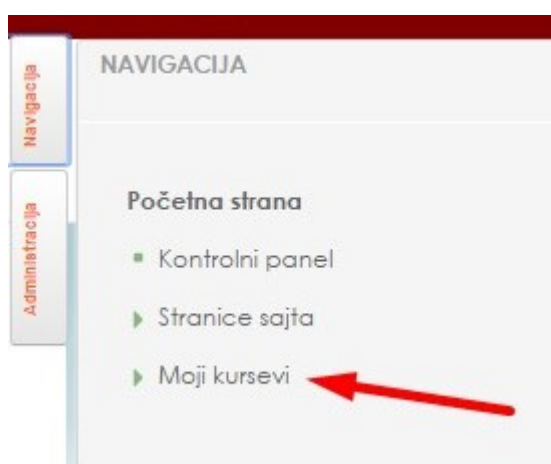 Navigacija
NAVIGACIJA
Administracija
Početna strana
Kontrolni panel
Stranice sajta
Moji kursevi